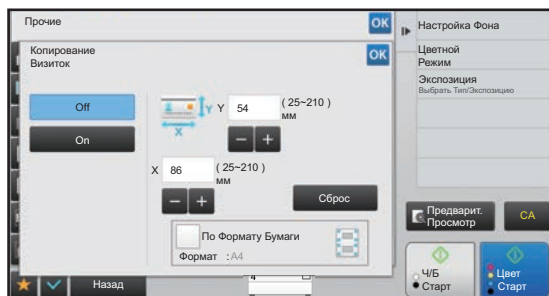 Прочие
OK
Копирование
Визиток
OK
Off
On
Y
X
Y 54 ( 25~210 )
мм
X 86 ( 25~210 )
мм
Сброс
По Формату Бумаги
Формат : A4
Назад
4
Настройка Фона
Цветной
Режим
Экспозиция
Выбрать Тип/Экспозицию
Предварит.
Просмотр
CA
Ч/Б
Старт
Цвет
Старт